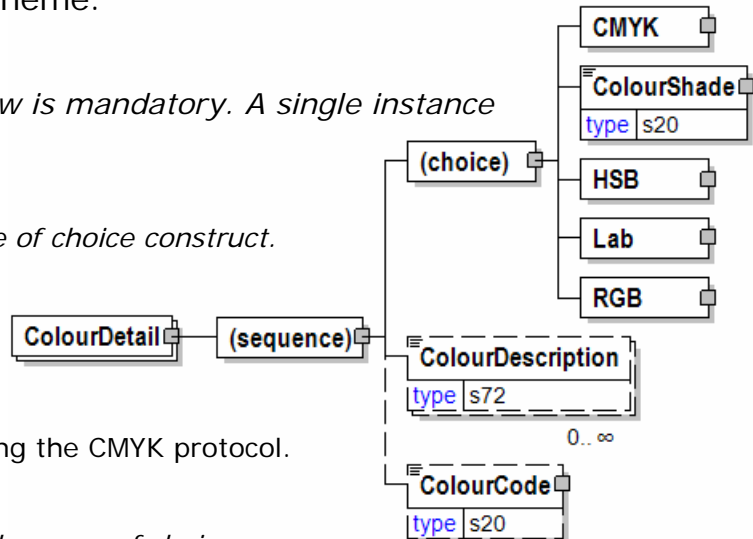 CMYK
w is mandatory. A single instance
ColourShade
type s20
(choice)
HSB
e of choice construct.
Lab
RGB
ColourDetail
(sequence)
ColourDescription
type s72
0.. ∞
ng the CMYK protocol.
ColourCode
type s20